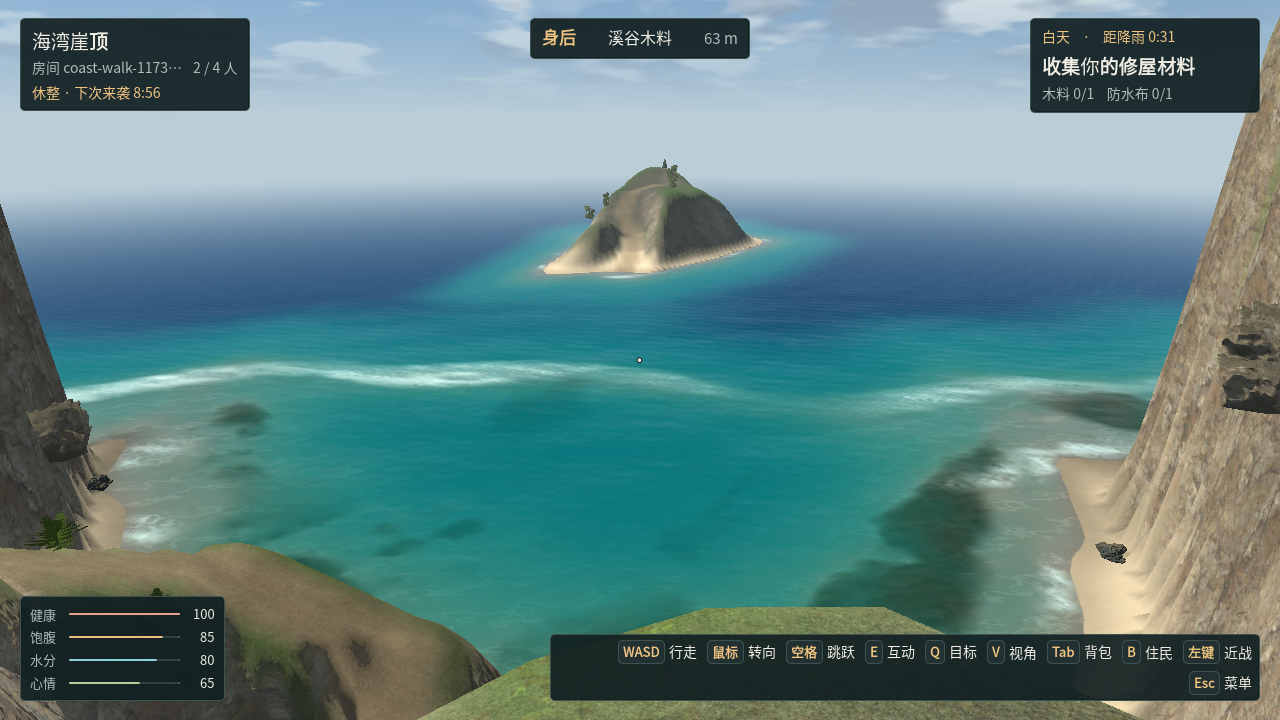 海湾崖顶
房间 coast-walk-1173… 2 / 4 人
休整 · 下次来袭 8:56
身后 溪谷木料 63 m
白天 · 距降雨 0:31
收集你的修屋材料
木料 0/1 防水布 0/1
健康 100
饱腹 85
水分 80
心情 65
WASD 行走 鼠标 转向 空格 跳跃 E 互动 Q 目标 V 视角 Tab 背包 B 住民 左键 近战
Esc 菜单